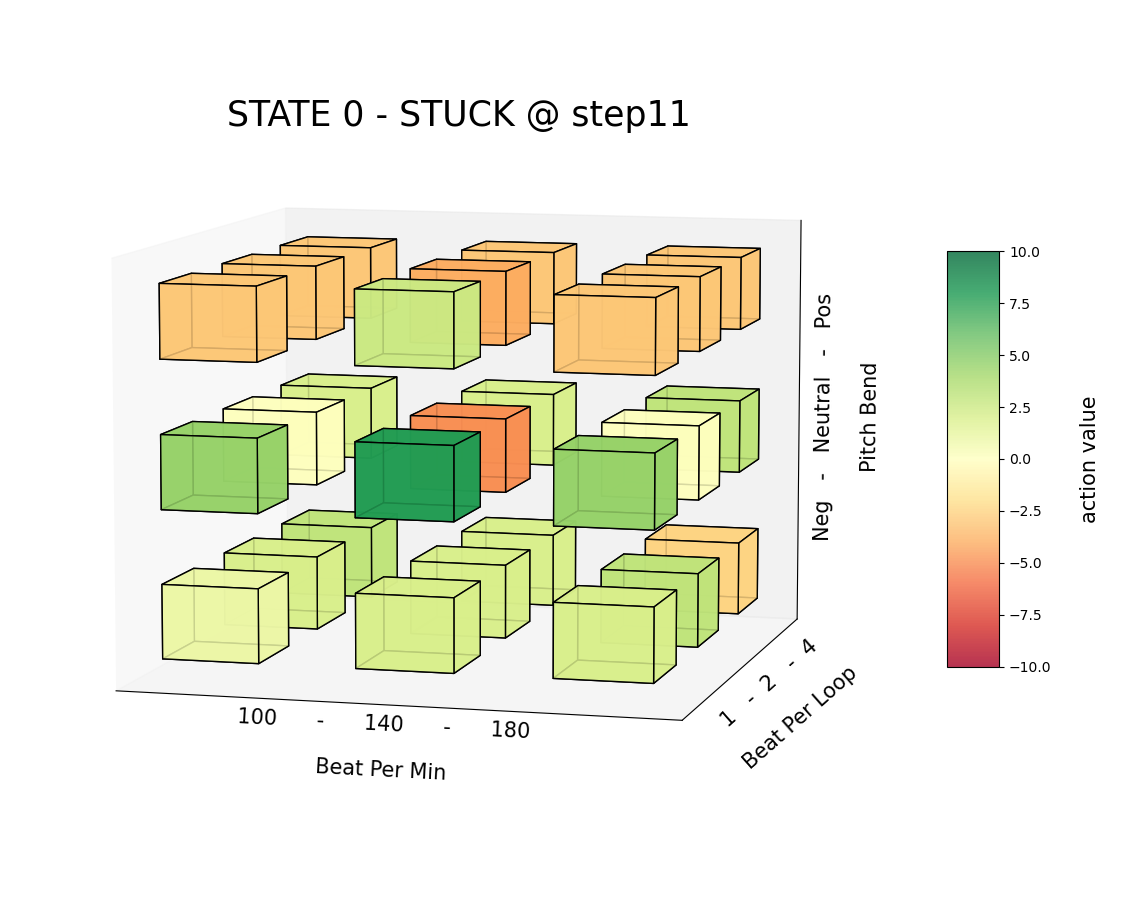 STATE 0 - STUCK @ step11
Neg - Neutral - Pos
Pitch Bend
1 - 2 - 4
Beat Per Loop
100 - 140 - 180
Beat Per Min
10.0
7.5
5.0
2.5
0.0
−2.5
−5.0
−7.5
−10.0
action value